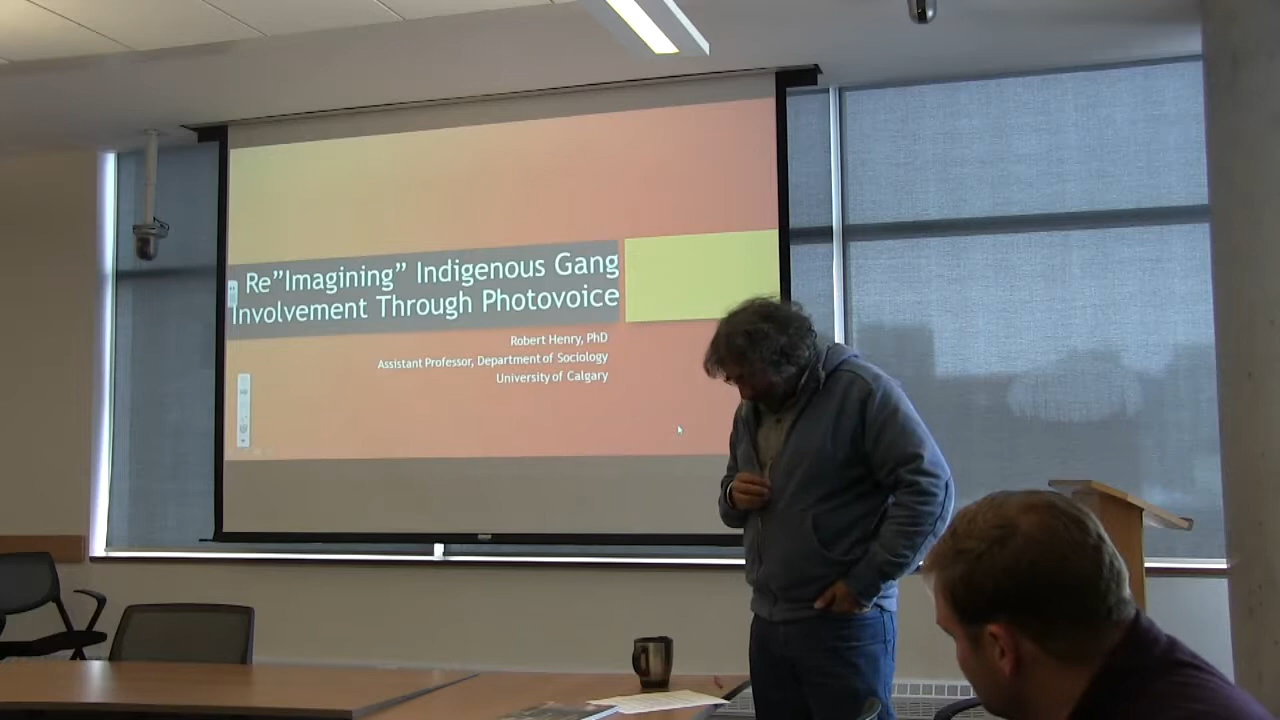 Re”Imagining” Indigenous Gang
Involvement Through Photovoice
Robert Henry, PhD
Assistant Professor, Department of Sociology
University of Calgary